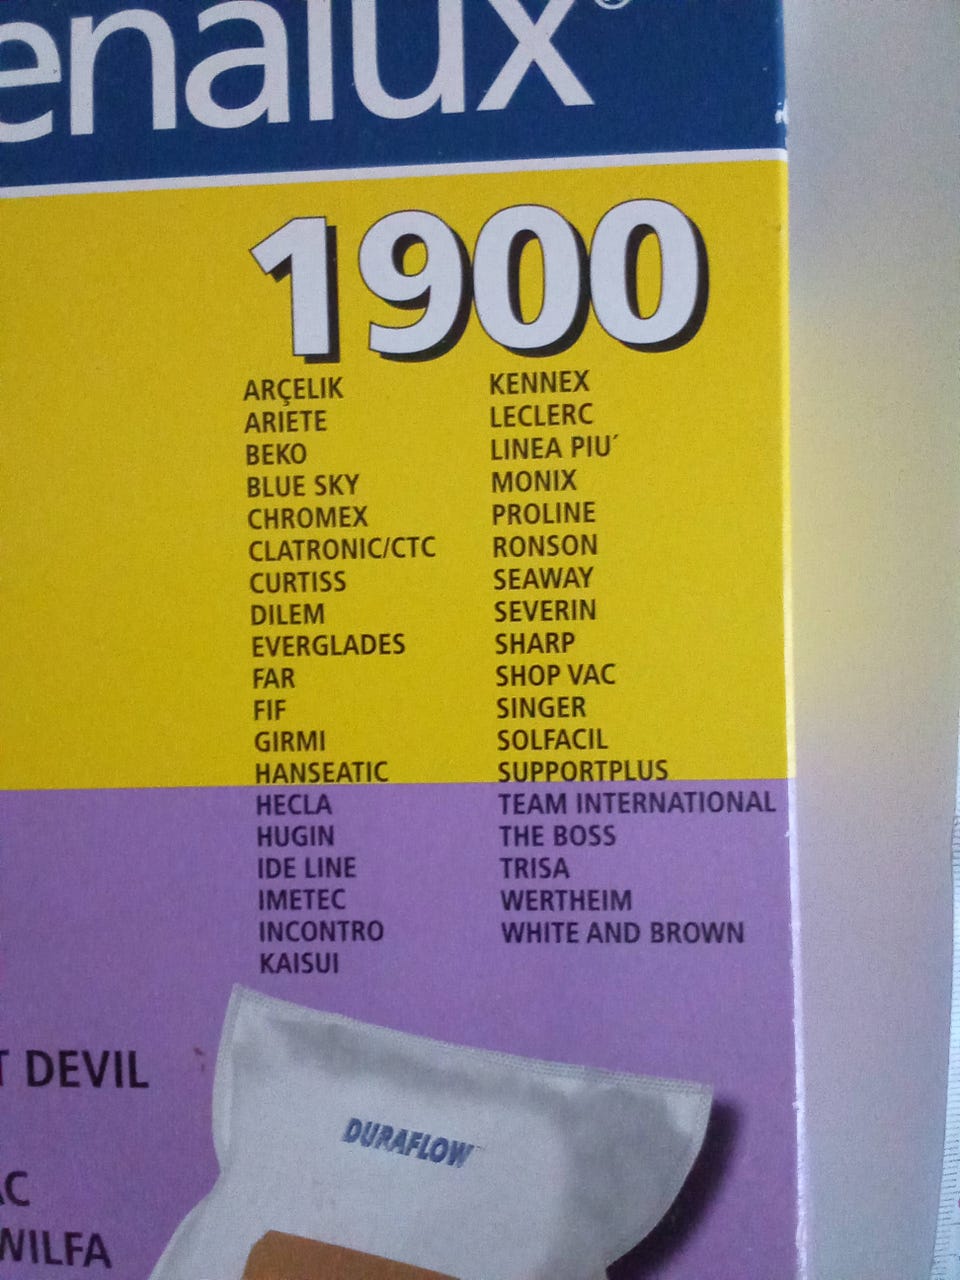 enalux®
1900
ARÇELIK
ARIETE
BEKO
BLUE SKY
CHROMEX
CLATRONIC/CTC
CURTISS
DILEM
EVERGLADES
FAR
FIF
GIRMI
HANSEATIC
HECLA
HUGIN
IDE LINE
IMETEC
INCONTRO
KAISUI
KENNEX
LECLERC
LINEA PIU´
MONIX
PROLINE
RONSON
SEAWAY
SEVERIN
SHARP
SHOP VAC
SINGER
SOLFACIL
SUPPORTPLUS
TEAM INTERNATIONAL
THE BOSS
TRISA
WERTHEIM
WHITE AND BROWN
T DEVIL
AC
WILFA
DURAFLOW™